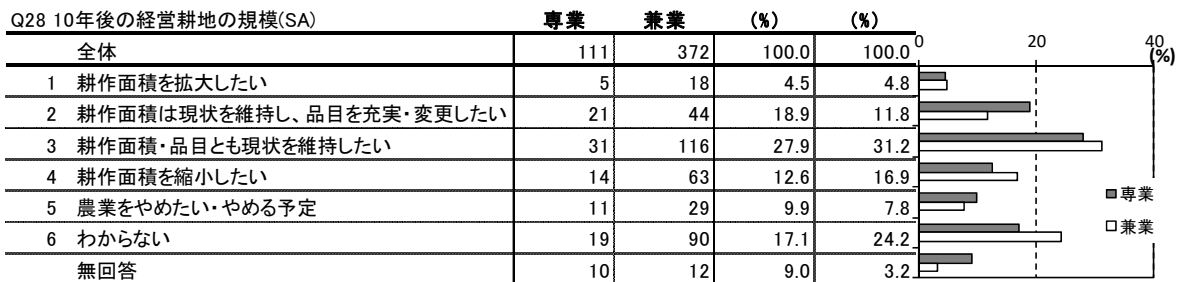 Q28 10年後の経営耕地の規模(SA) 専業 兼業 (%) (%)
全体 111 372 100.0 100.0
0 20 40
(%)
1 耕作面積を拡大したい 5 18 4.5 4.8
2 耕作面積は現状を維持し、品目を充実・変更したい 21 44 18.9 11.8
3 耕作面積・品目とも現状を維持したい 31 116 27.9 31.2
4 耕作面積を縮小したい 14 63 12.6 16.9
5 農業をやめたい・やめる予定 11 29 9.9 7.8
6 わからない 19 90 17.1 24.2
無回答 10 12 9.0 3.2
専業
兼業